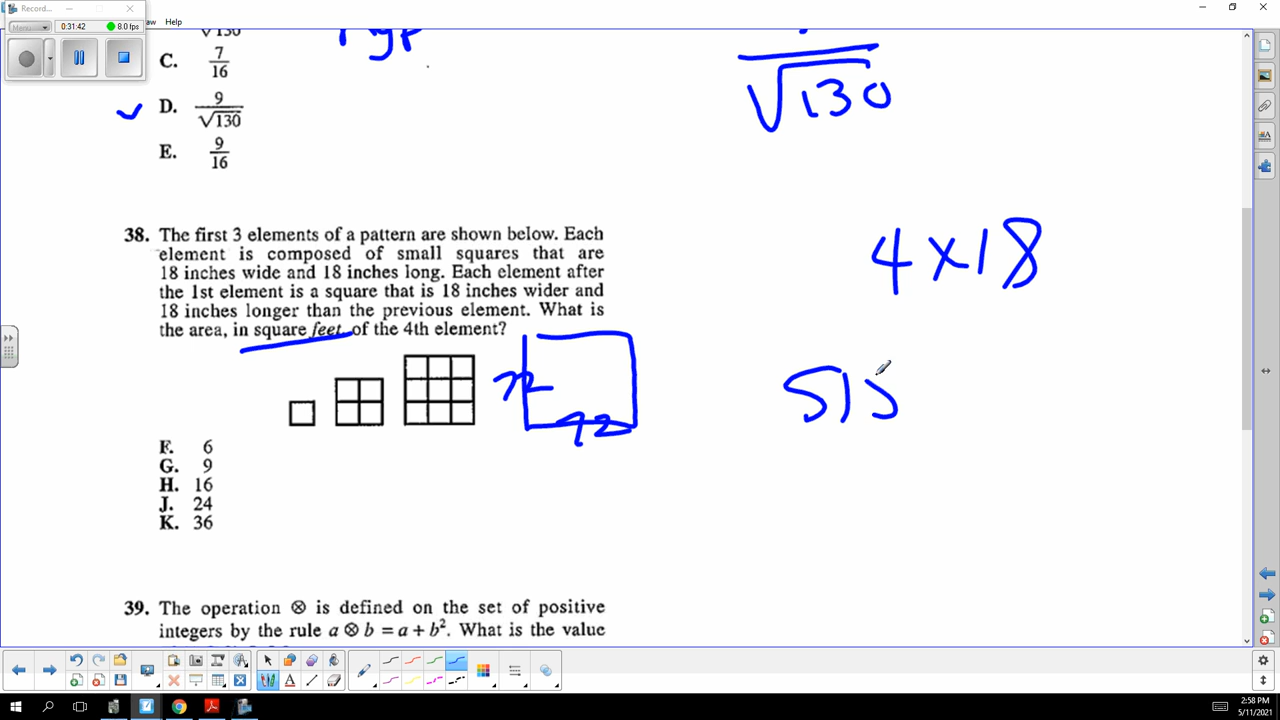 Record...
Menu
0:31:42
8.0 fps
Help
√130
Hyp
C. 7/16
D. 9/√130
E. 9/16
√130
38. The first 3 elements of a pattern are shown below. Each
element is composed of small squares that are
18 inches wide and 18 inches long. Each element after
the 1st element is a square that is 18 inches wider and
18 inches longer than the previous element. What is
the area, in square feet, of the 4th element?
4 x 18
72
72
515
F. 6
G. 9
H. 16
J. 24
K. 36
39. The operation ⊗ is defined on the set of positive
integers by the rule a ⊗ b = a + b². What is the value
2:58 PM
5/11/2021